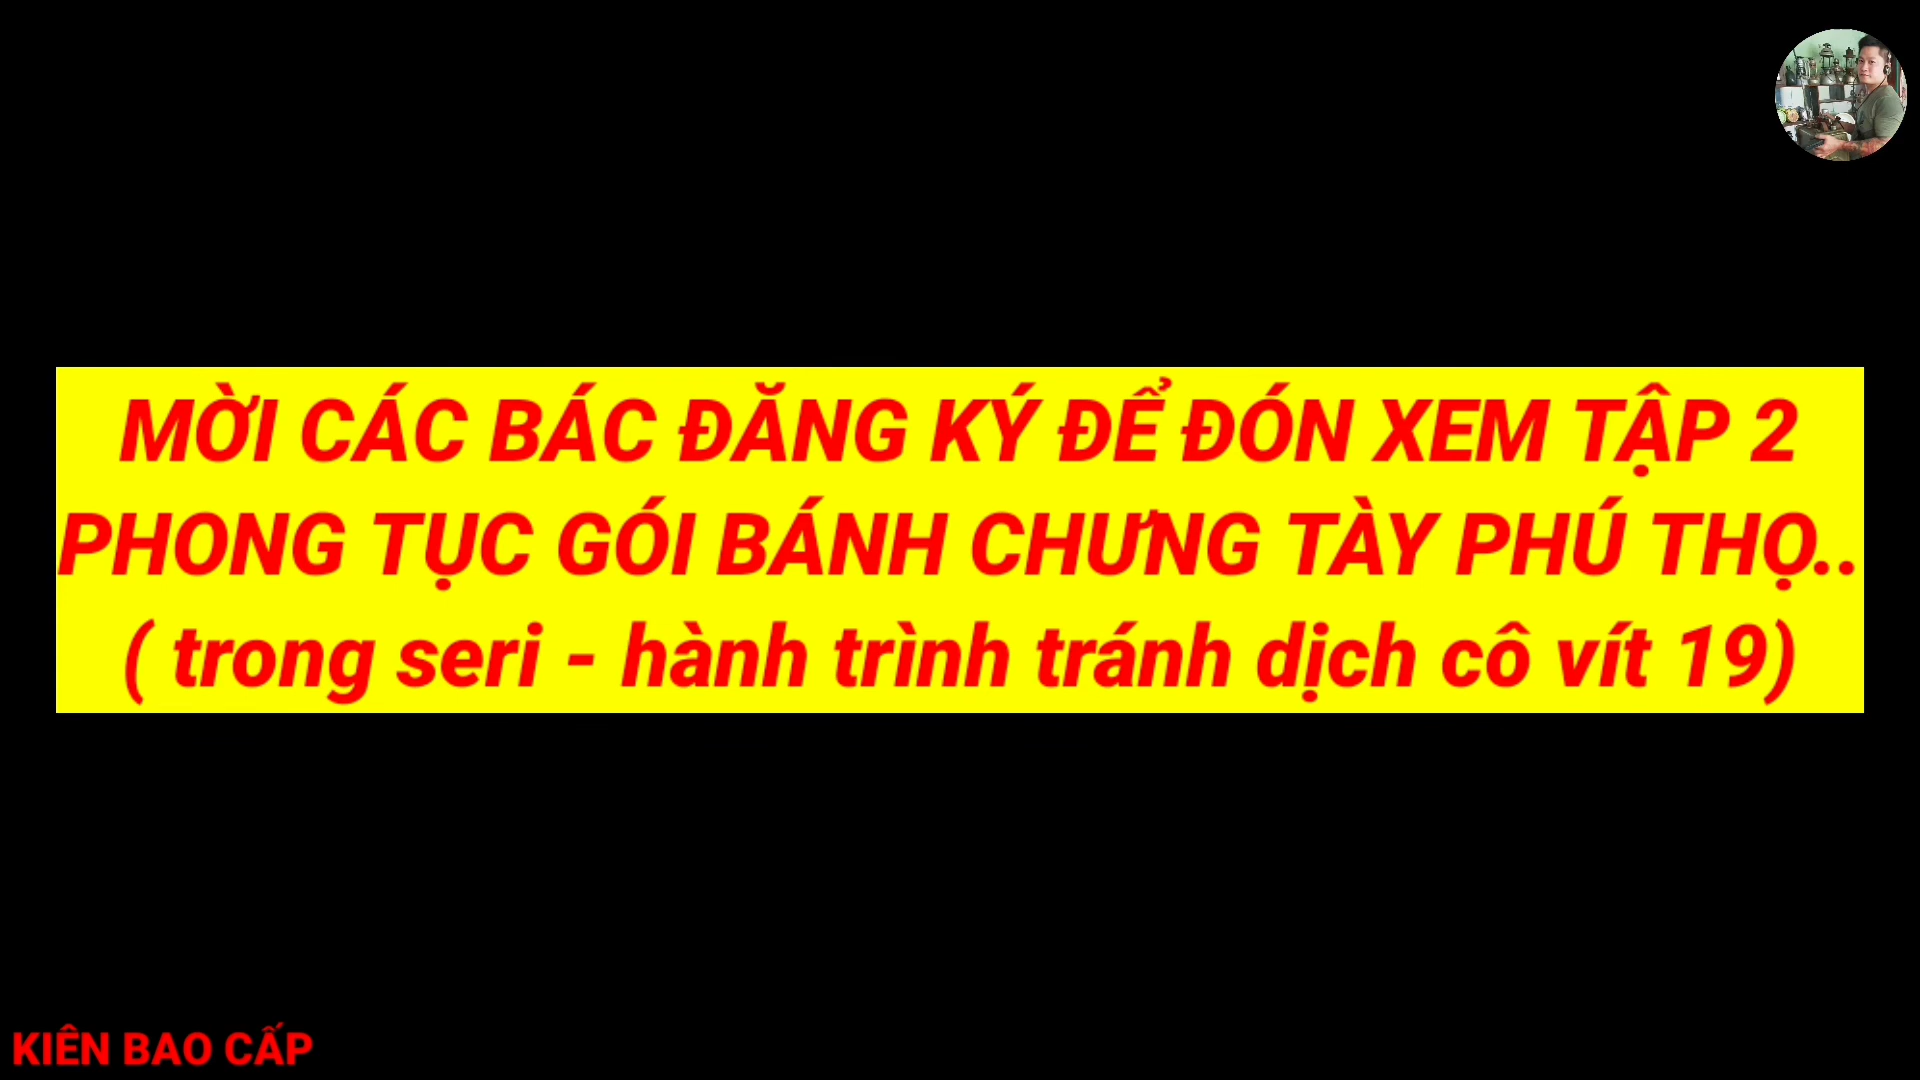 MỜI CÁC BÁC ĐĂNG KÝ ĐỂ ĐÓN XEM TẬP 2
PHONG TỤC GÓI BÁNH CHƯNG TÀY PHÚ THỌ..
( trong seri - hành trình tránh dịch cô vít 19)
KIÊN BAO CẤP